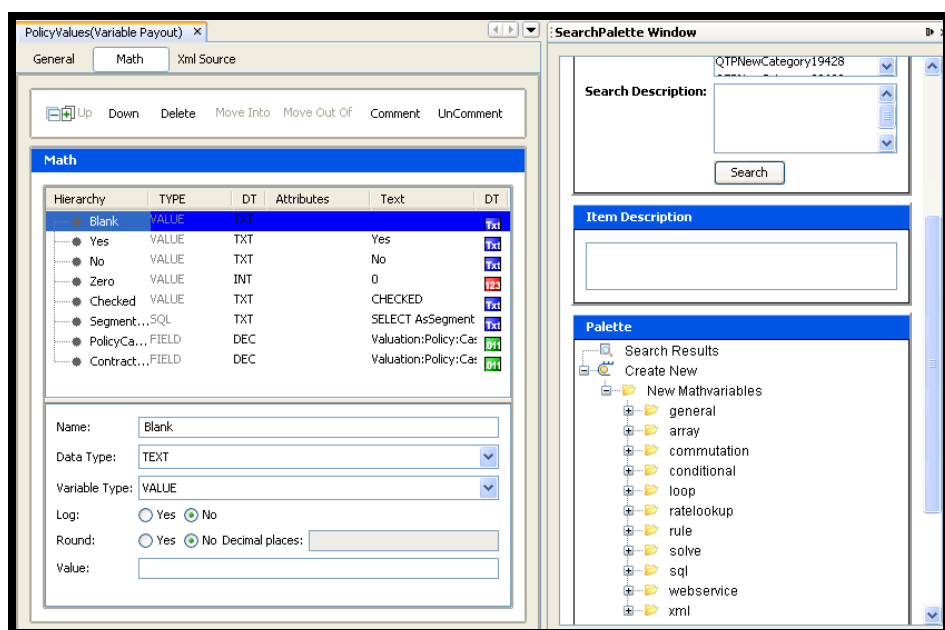 PolicyValues(Variable Payout) ×
General Math Xml Source
Up Down Delete Move Into Move Out Of Comment UnComment
Math
Hierarchy TYPE DT Attributes Text DT
Blank VALUE TXT Txt
Yes VALUE TXT Yes Txt
No VALUE TXT No Txt
Zero VALUE INT 0 123
Checked VALUE TXT CHECKED Txt
Segment... SQL TXT SELECT AsSegment Txt
PolicyCa... FIELD DEC Valuation:Policy:Cas .011
Contract... FIELD DEC Valuation:Policy:Cas .011
Name: Blank
Data Type: TEXT
Variable Type: VALUE
Log: Yes No
Round: Yes No Decimal places:
Value:
SearchPalette Window
QTPNewCategory19428
Search Description:
Search
Item Description
Palette
Search Results
Create New
New Mathvariables
general
array
commutation
conditional
loop
ratelookup
rule
solve
sql
webservice
xml